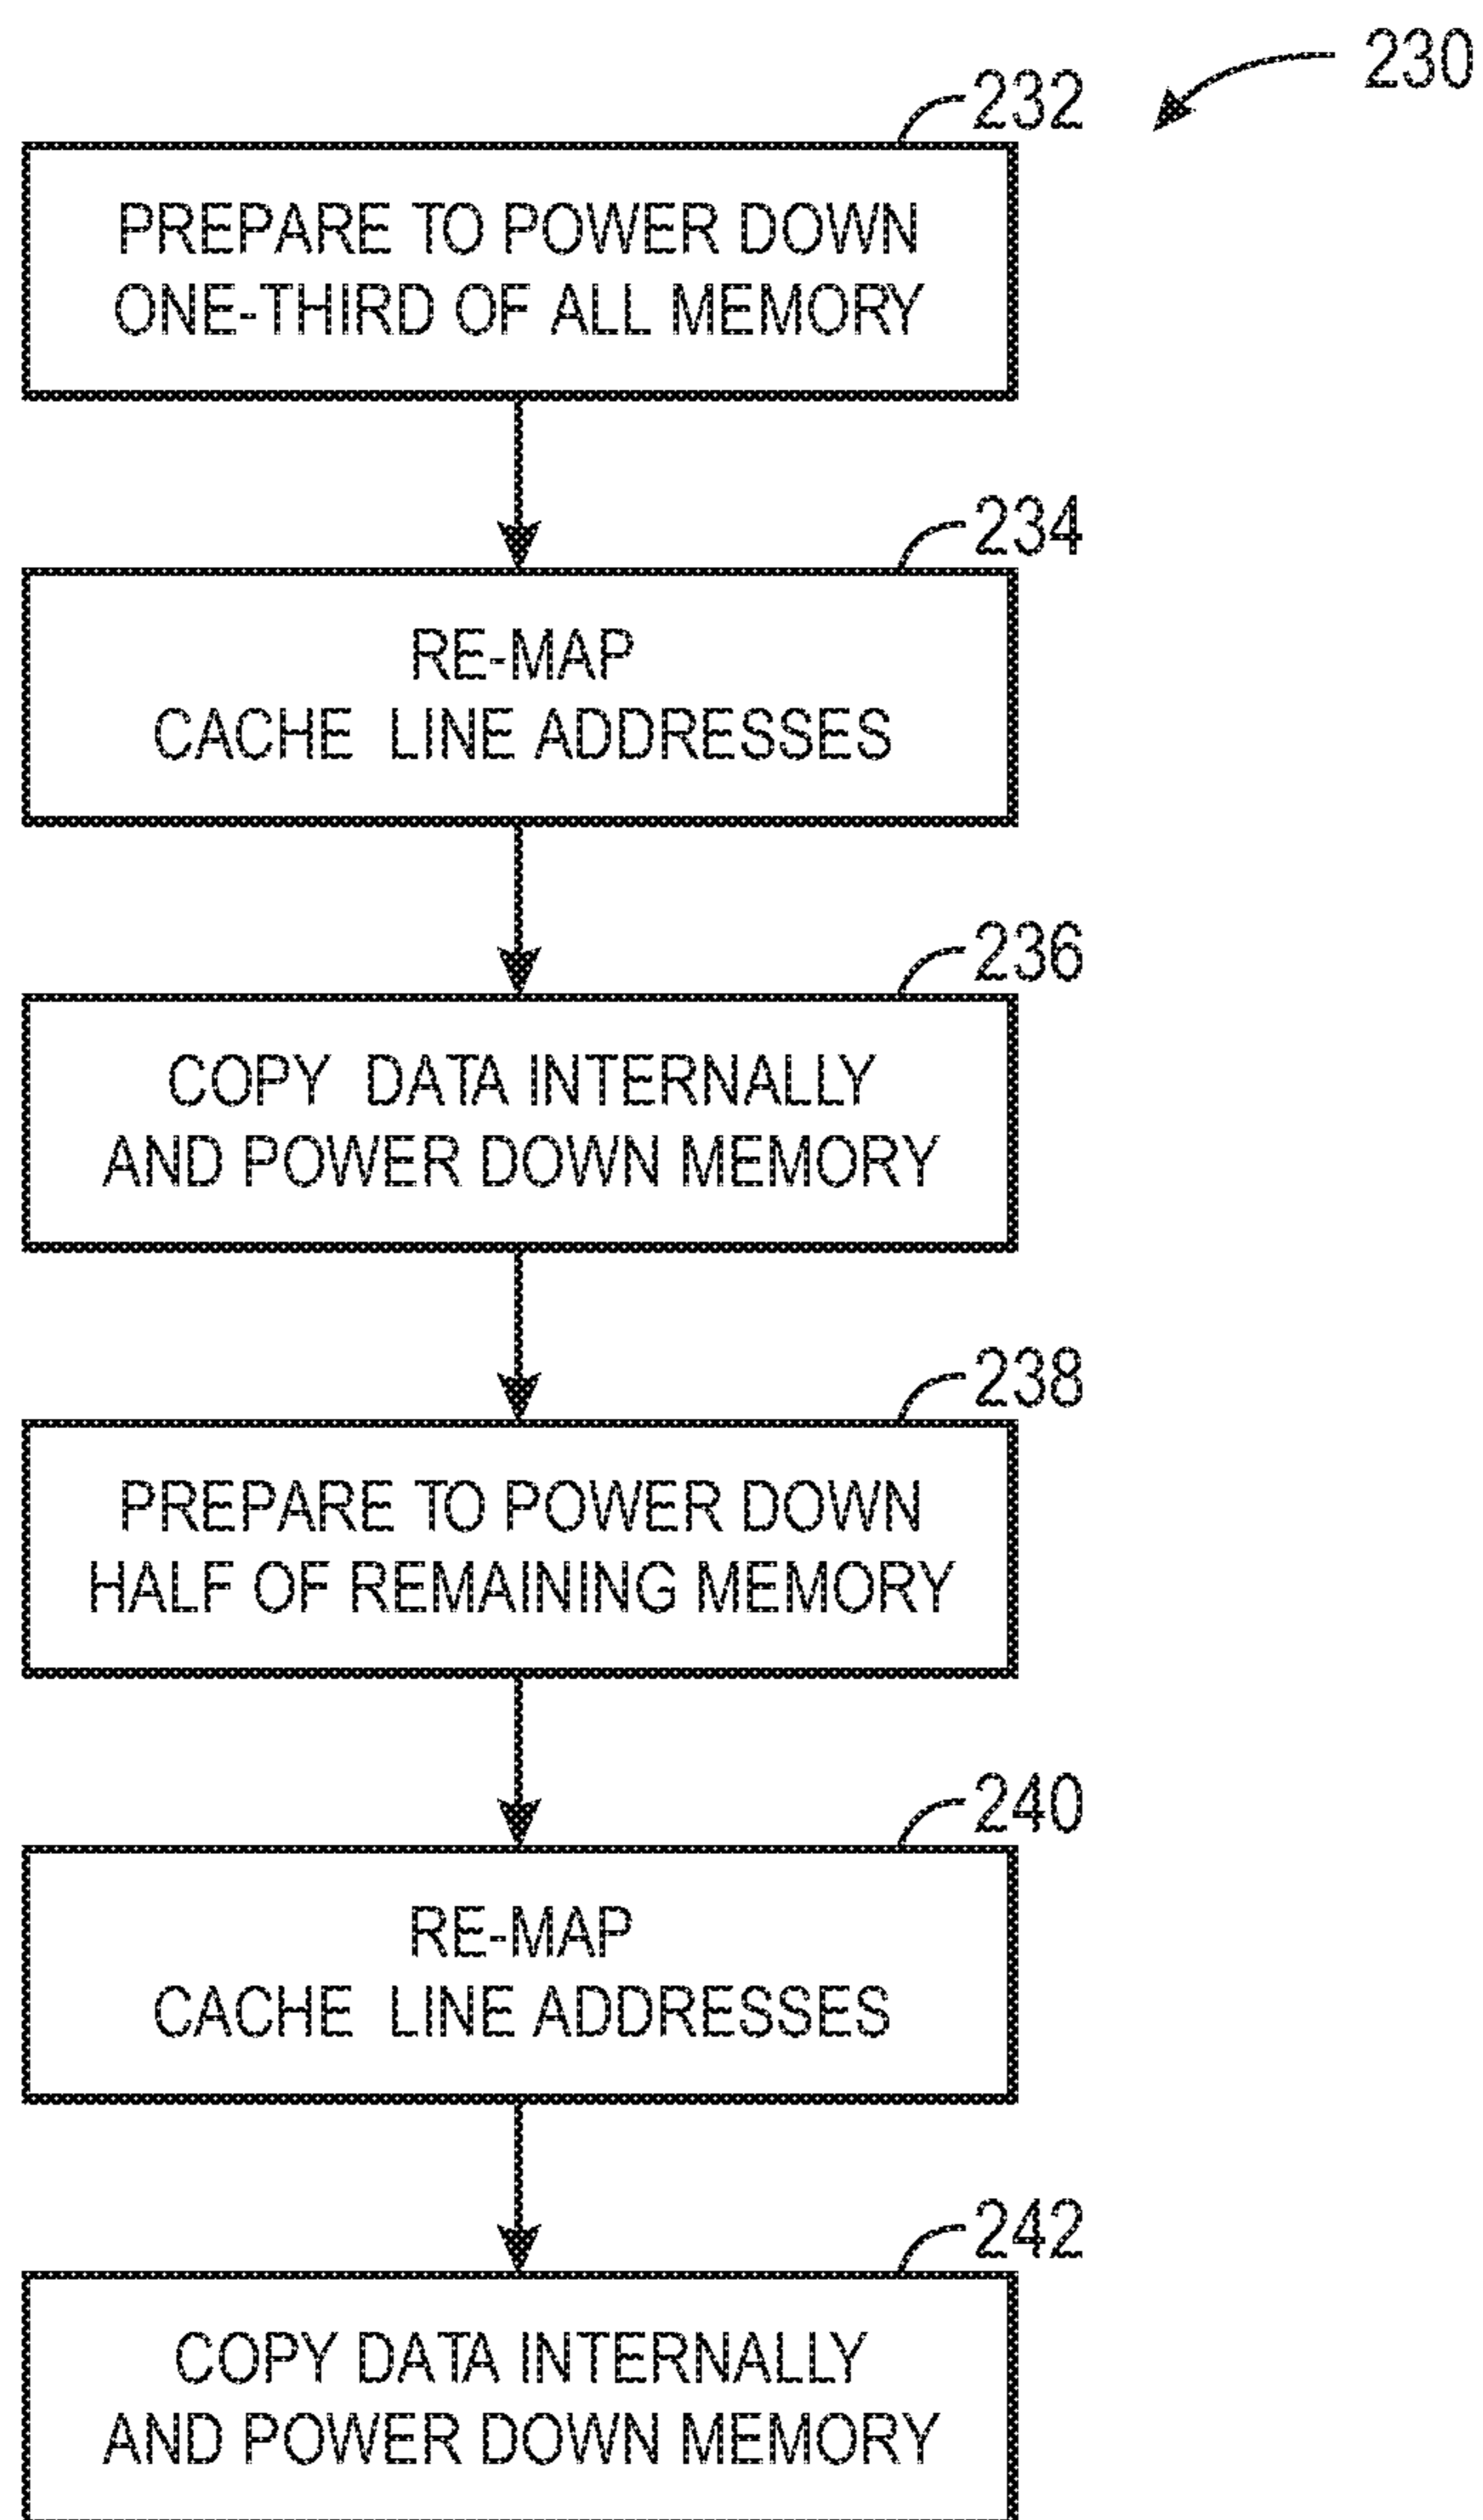 230
232
PREPARE TO POWER DOWN
ONE-THIRD OF ALL MEMORY
234
RE-MAP
CACHE LINE ADDRESSES
236
COPY DATA INTERNALLY
AND POWER DOWN MEMORY
238
PREPARE TO POWER DOWN
HALF OF REMAINING MEMORY
240
RE-MAP
CACHE LINE ADDRESSES
242
COPY DATA INTERNALLY
AND POWER DOWN MEMORY